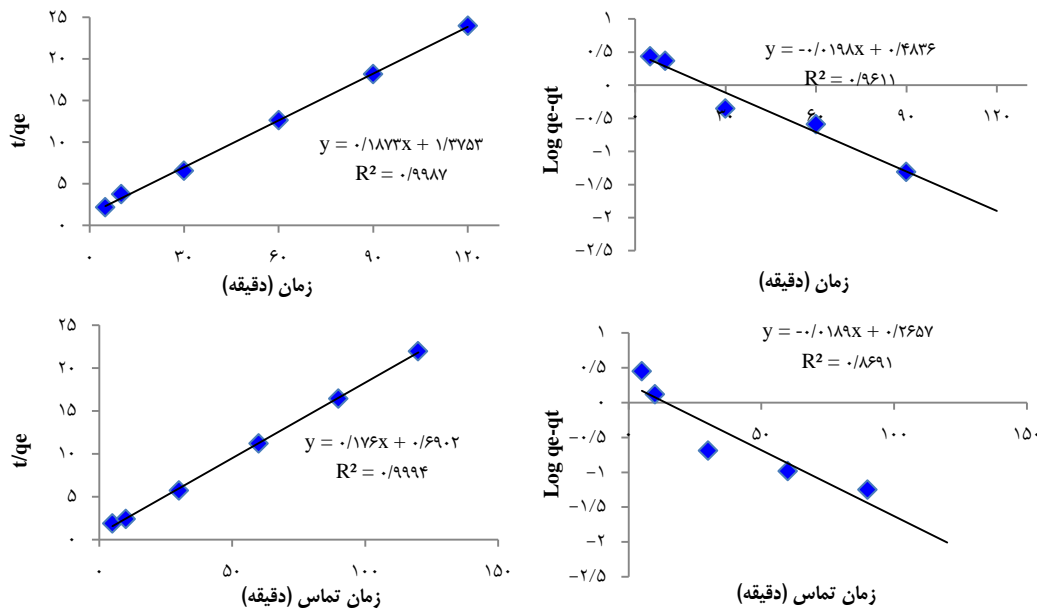 t/qe
۲۵
۲۰
۱۵
۱۰
۵
۰
y = ۰/۱۸۷۳x + ۱/۳۷۵۳
R² = ۰/۹۹۸۷
۰ ۳۰ ۶۰ ۹۰ ۱۲۰
زمان (دقیقه)
Log qe-qt
۱
۰/۵
۰
−۰/۵
−۱
−۱/۵
−۲
−۲/۵
y = -۰/۰۱۹۸x + ۰/۴۸۳۶
R² = ۰/۹۶۱۱
۰ ۳۰ ۶۰ ۹۰ ۱۲۰
زمان (دقیقه)
t/qe
۲۵
۲۰
۱۵
۱۰
۵
۰
y = ۰/۱۷۶x + ۰/۶۹۰۲
R² = ۰/۹۹۹۴
۰ ۵۰ ۱۰۰ ۱۵۰
زمان تماس (دقیقه)
Log qe-qt
۱
۰/۵
۰
−۰/۵
−۱
−۱/۵
−۲
−۲/۵
y = -۰/۰۱۸۹x + ۰/۲۶۵۷
R² = ۰/۸۶۹۱
۰ ۵۰ ۱۰۰ ۱۵۰
زمان تماس (دقیقه)